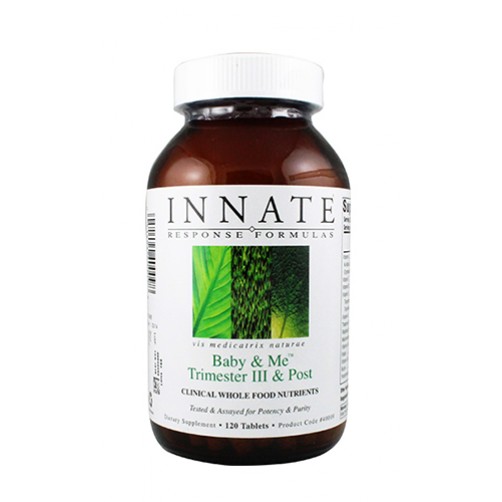 INNATE
RESPONSE FORMULAS
vis medicatrix naturae
Baby & Me™
Trimester III & Post
CLINICAL WHOLE FOOD NUTRIENTS
Tested & Assayed for Potency & Purity
Dietary Supplement • 120 Tablets • Product Code